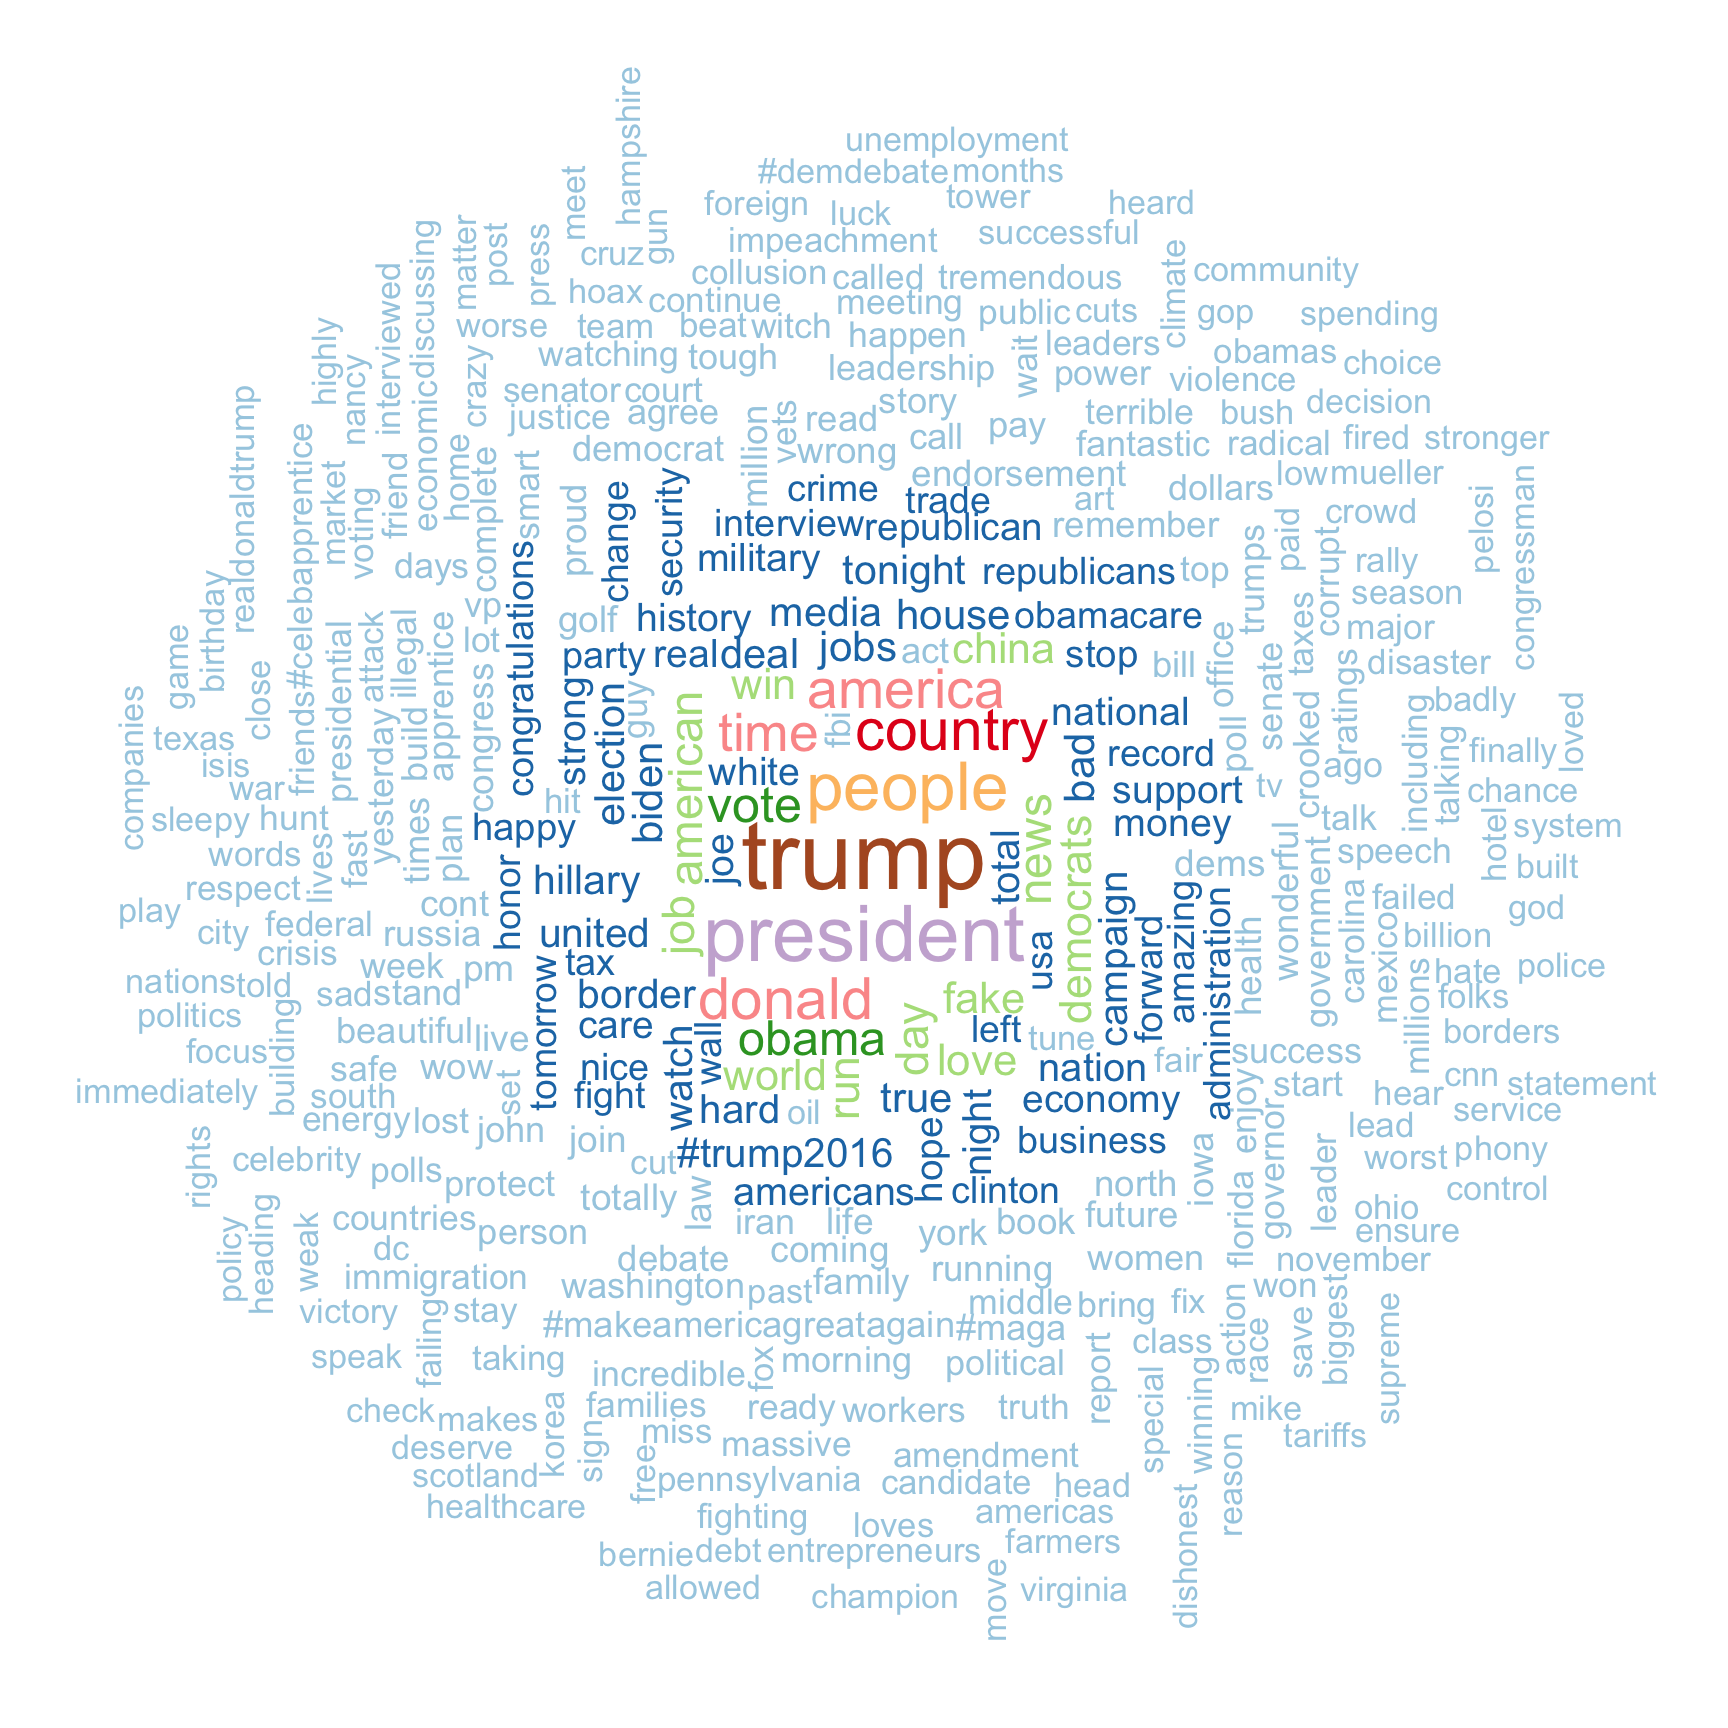 hampshire
unemployment
#demdebate months
meet
foreign
luck
tower
heard
gun
impeachment
successful
cruz
matter
post
press
discussing
collusion
called
tremendous
climate
community
hoax
continue
meeting
public
cuts
gop
spending
interviewed
worse
team
beat
witch
happen
leaders
obamas
choice
highly
nancy
crazy
watching
tough
leadership
wait
power
violence
decision
senator
court
story
terrible
bush
justice
agree
million
vets
read
call
pay
fantastic
radical
fired
stronger
realdonaldtrump
democrat
wrong
endorsement
low
mueller
economic
home
#celebapprentice
market
voting
friend
complete
smart
proud
change
security
crime
trade
art
dollars
crowd
pelosi
congressman
interview
republican
remember
paid
corrupt
rally
military
tonight
republicans
top
trumps
season
days
birthday
vp
congratulations
golf
history
media
house
obamacare
taxes
major
game
close
friends
presidential
attack
illegal
lot
party
real
deal
jobs
act
china
stop
bill
office
senate
disaster
apprentice
build
congress
strong
guy
american
win
america
national
poll
crooked
ratings
badly
loved
companies
texas
isis
war
yesterday
election
biden
time
fbi
country
record
ago
including
talking
finally
hit
white
people
bad
support
tv
chance
sleepy
hunt
times
plan
happy
vote
news
democrats
money
talk
system
words
lives
fast
joe
trump
total
dems
wonderful
government
speech
hotel
built
respect
honor
hillary
job
campaign
amazing
administration
health
carolina
failed
god
play
city
federal
cont
russia
united
president
usa
forward
mexico
billion
police
crisis
week
pm
tax
nations
told
sad
stand
tomorrow
border
donald
fake
millions
hate
folks
politics
beautiful
live
care
obama
day
left
tune
borders
focus
building
safe
wow
set
nice
watch
wall
world
run
love
nation
fair
success
cnn
immediately
south
fight
start
hear
statement
energy
lost
hard
oil
true
economy
enjoy
service
john
join
night
business
governor
lead
rights
celebrity
polls
cut
#trump2016
hope
iowa
leader
worst
phony
protect
totally
law
americans
clinton
north
florida
control
countries
person
iran
life
york
book
future
ohio
ensure
policy
heading
weak
dc
debate
coming
women
november
immigration
washington
past
family
running
won
victory
stay
middle
bring
fix
action
race
save
biggest
supreme
#makeamericagreatagain
#maga
class
speak
failing
taking
incredible
fox
morning
political
report
special
winning
check
makes
korea
families
ready
workers
truth
mike
deserve
sign
miss
massive
amendment
tariffs
scotland
free
pennsylvania
candidate
head
reason
healthcare
fighting
loves
americas
dishonest
bernie
debt
entrepreneurs
farmers
allowed
champion
move
virginia